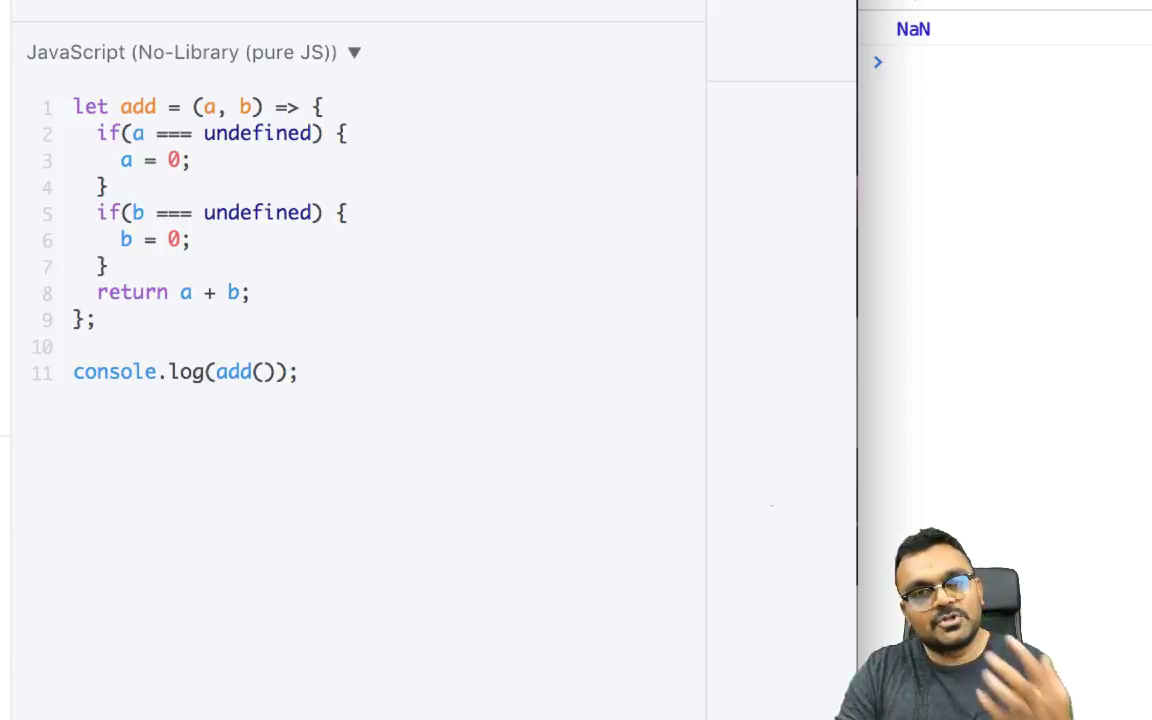 JavaScript (No-Library (pure JS)) ▼
1 let add = (a, b) => {
2   if(a === undefined) {
3     a = 0;
4   }
5   if(b === undefined) {
6     b = 0;
7   }
8   return a + b;
9 };
10
11 console.log(add());
NaN
>